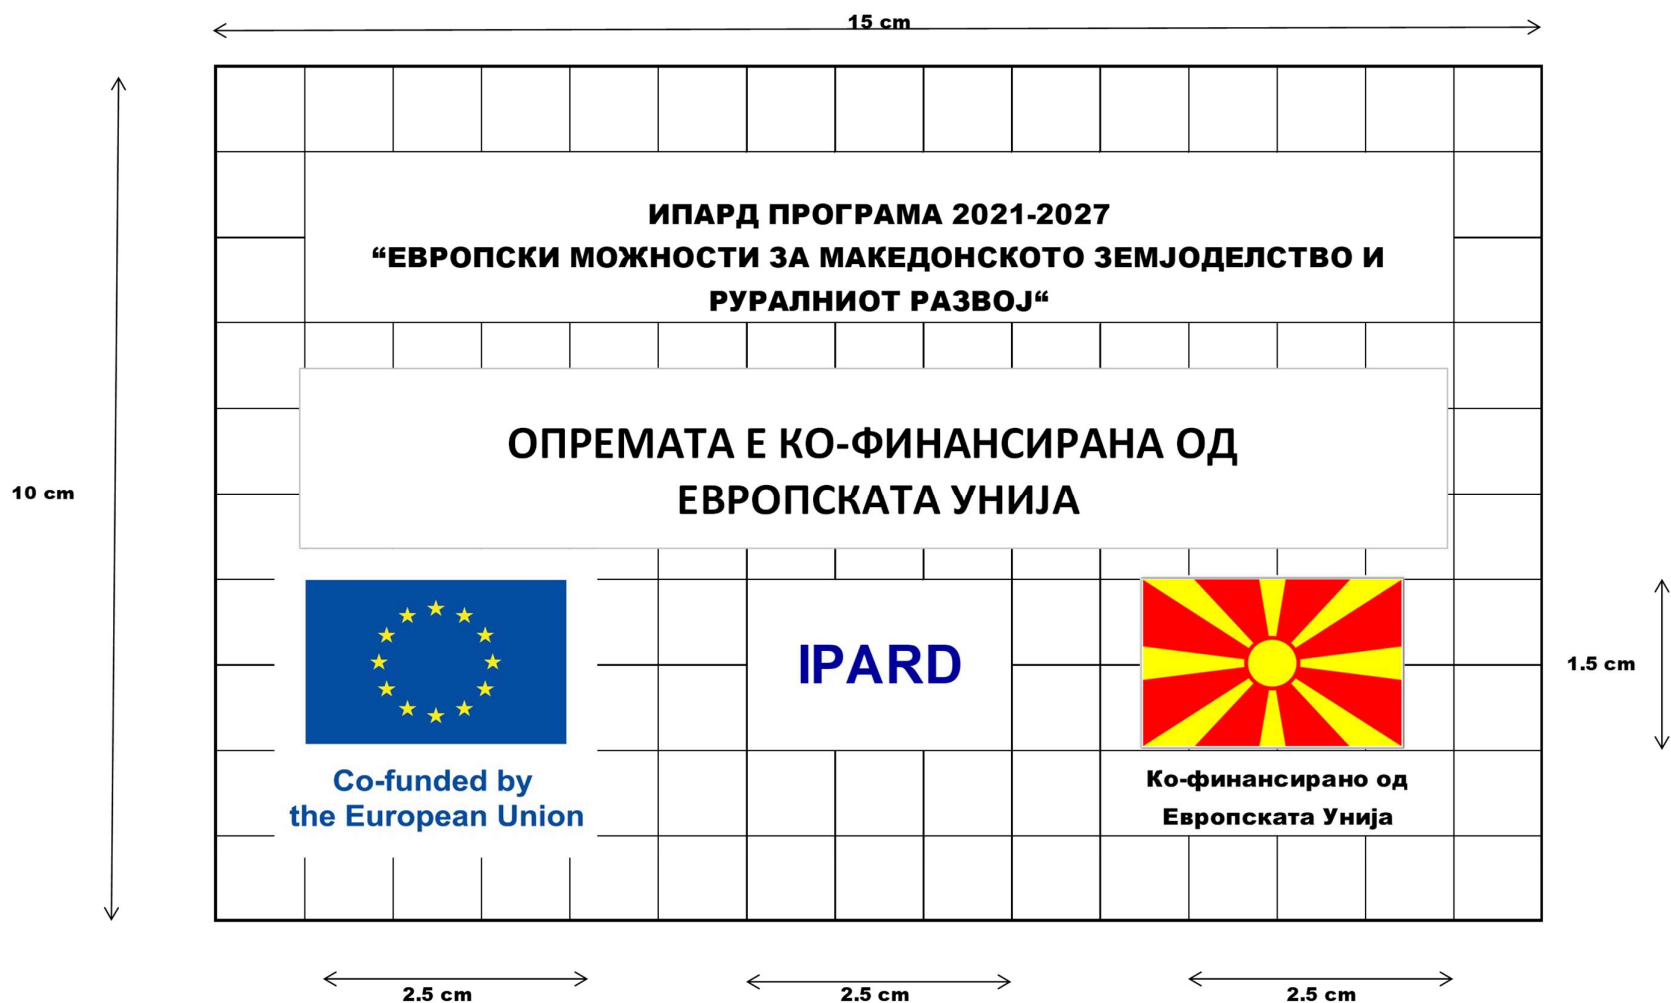 15 cm
ИПАРД ПРОГРАМА 2021-2027
“ЕВРОПСКИ МОЖНОСТИ ЗА МАКЕДОНСКОТО ЗЕМЈОДЕЛСТВО И
РУРАЛНИОТ РАЗВОЈ“
ОПРЕМАТА Е КО-ФИНАНСИРАНА ОД
ЕВРОПСКАТА УНИЈА
10 cm
IPARD
1.5 cm
Co-funded by
the European Union
Ко-финансирано од
Европската Унија
2.5 cm
2.5 cm
2.5 cm